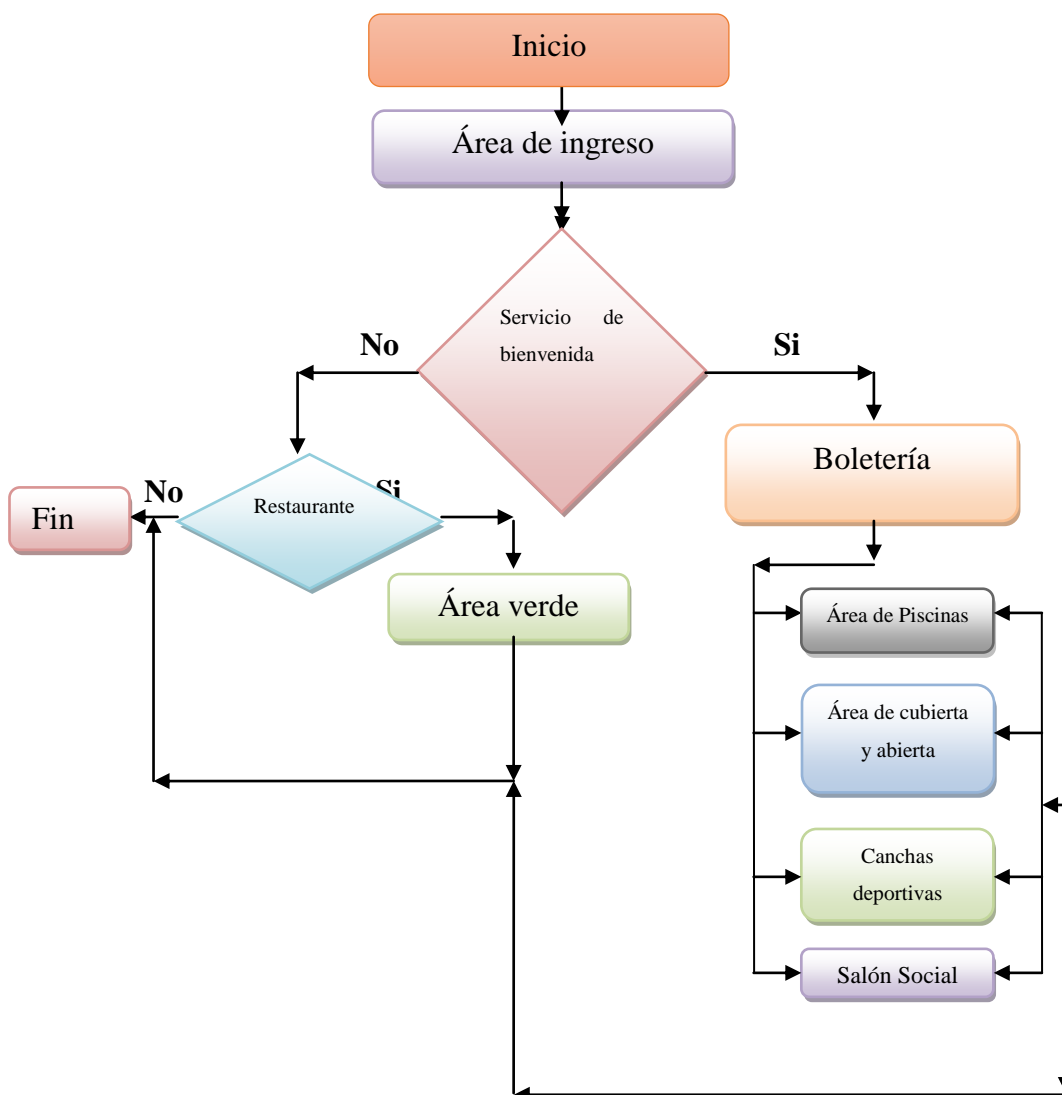 Inicio
Área de ingreso
Servicio de
bienvenida
No
Si
Boletería
No
Si
Restaurante
Fin
Área verde
Área de Piscinas
Área de cubierta
y abierta
Canchas
deportivas
Salón Social